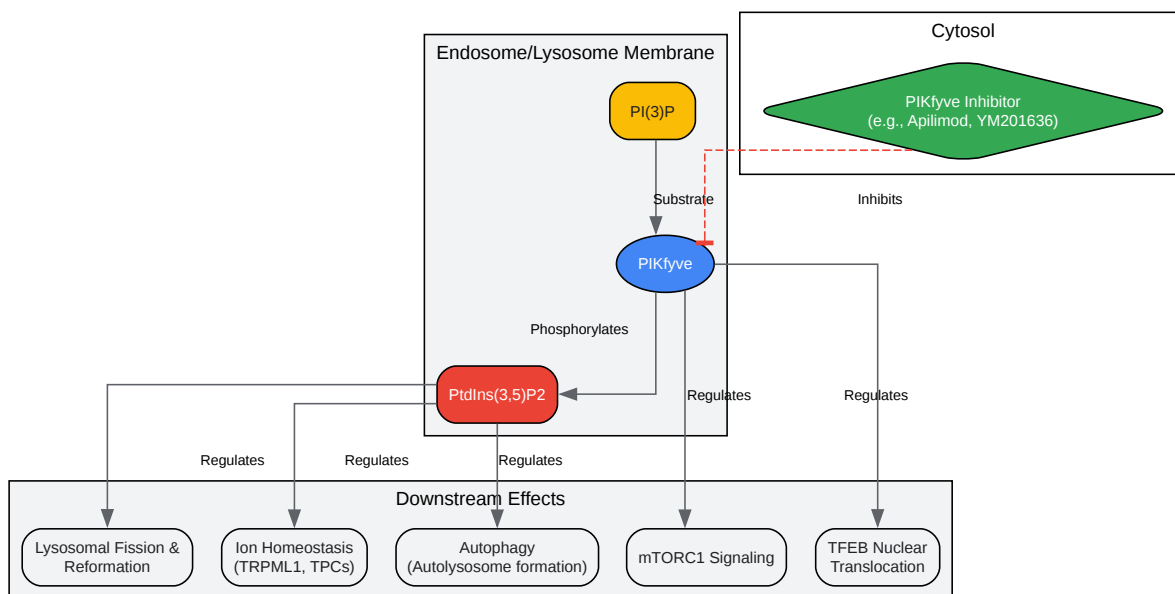 Cytosol
Endosome/Lysosome Membrane
PIKfyve Inhibitor
(e.g., Apilimod, YM201636)
PI(3)P
Substrate
Inhibits
PIKfyve
Phosphorylates
PtdIns(3,5)P2
Regulates
Regulates
Regulates
Regulates
Regulates
Downstream Effects
Lysosomal Fission &
Reformation
Ion Homeostasis
(TRPML1, TPCs)
Autophagy
(Autolysosome formation)
mTORC1 Signaling
TFEB Nuclear
Translocation